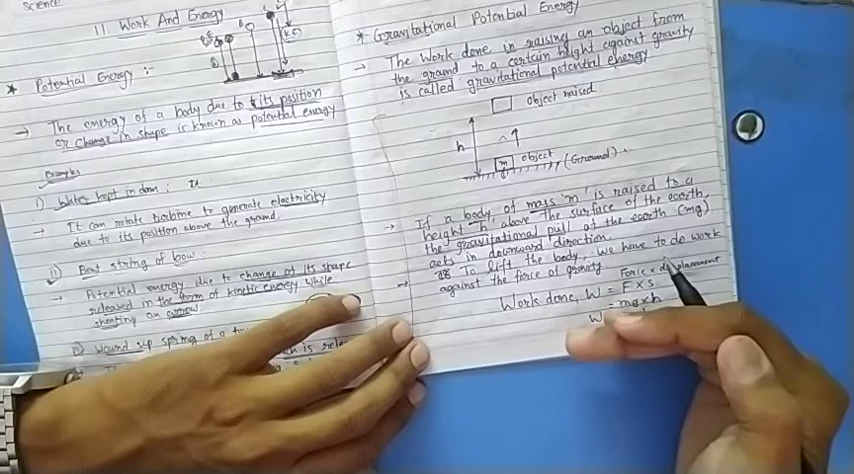 Science
11 Work And Energy
* Potential Energy :-
→ The energy of a body due to its position
or change in shape is known as potential energy
Examples
i) Water kept in dam :
→ It can rotate turbine to generate electricity
due to its position above the ground.
ii) Bent string of bow :
→ Potential energy due to change of its shape
released in the form of kinetic energy while
shooting an arrow
Wound up spring of a
* Gravitational Potential Energy
→ The Work done in raising an object from
the ground to a certain height against gravity
is called gravitational potential energy
object raised
h
m object (Ground).
→ If a body, of mass 'm' is raised to a
height 'h' above the surface of the earth,
the gravitational pull of the earth (mg)
acts in downward direction.
→ To lift the body, we have to do work
against the force of gravity.
Force × displacement
Work done, W = F × s
= mg × h
W